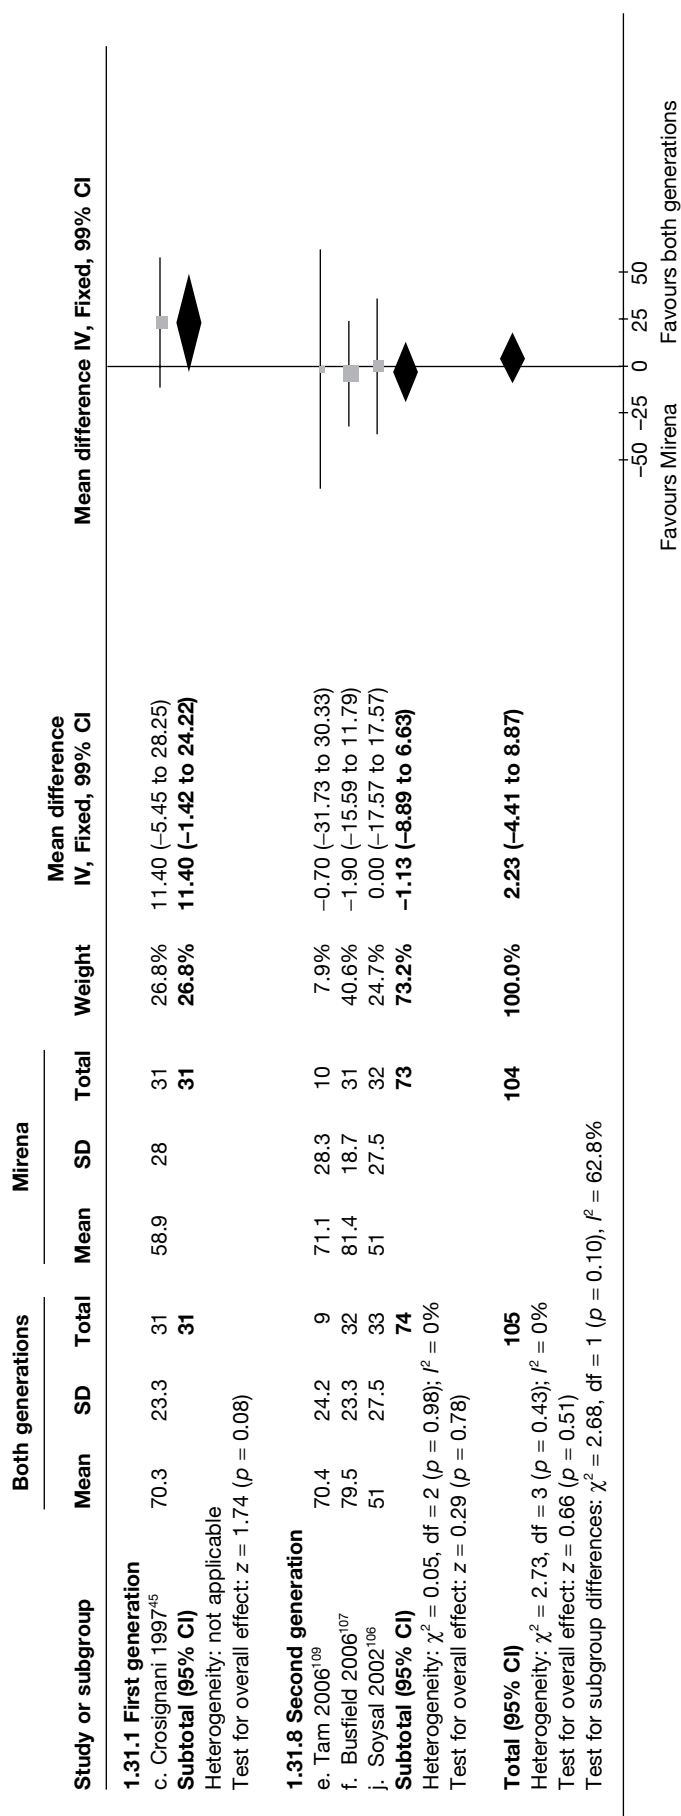 Both generations Mirena Mean difference
Study or subgroup Mean SD Total Mean SD Total Weight IV, Fixed, 99% CI Mean difference IV, Fixed, 99% CI
1.31.1 First generation
c. Crosignani 1997⁴⁵ 70.3 23.3 31 58.9 28 31 26.8% 11.40 (−5.45 to 28.25)
Subtotal (95% CI) 31 31 26.8% 11.40 (−1.42 to 24.22)
Heterogeneity: not applicable
Test for overall effect: z = 1.74 (p = 0.08)
1.31.8 Second generation
e. Tam 2006¹⁰⁹ 70.4 24.2 9 71.1 28.3 10 7.9% −0.70 (−31.73 to 30.33)
f. Busfield 2006¹⁰⁷ 79.5 23.3 32 81.4 18.7 31 40.6% −1.90 (−15.59 to 11.79)
j. Soysal 2002¹⁰⁶ 51 27.5 33 51 27.5 32 24.7% 0.00 (−17.57 to 17.57)
Subtotal (95% CI) 74 73 73.2% −1.13 (−8.89 to 6.63)
Heterogeneity: χ² = 0.05, df = 2 (p = 0.98); I² = 0%
Test for overall effect: z = 0.29 (p = 0.78)
Total (95% CI) 105 104 100.0% 2.23 (−4.41 to 8.87)
Heterogeneity: χ² = 2.73, df = 3 (p = 0.43); I² = 0%
Test for overall effect: z = 0.66 (p = 0.51)
Test for subgroup differences: χ² = 2.68, df = 1 (p = 0.10), I² = 62.8%
−50 −25 0 25 50
Favours Mirena Favours both generations